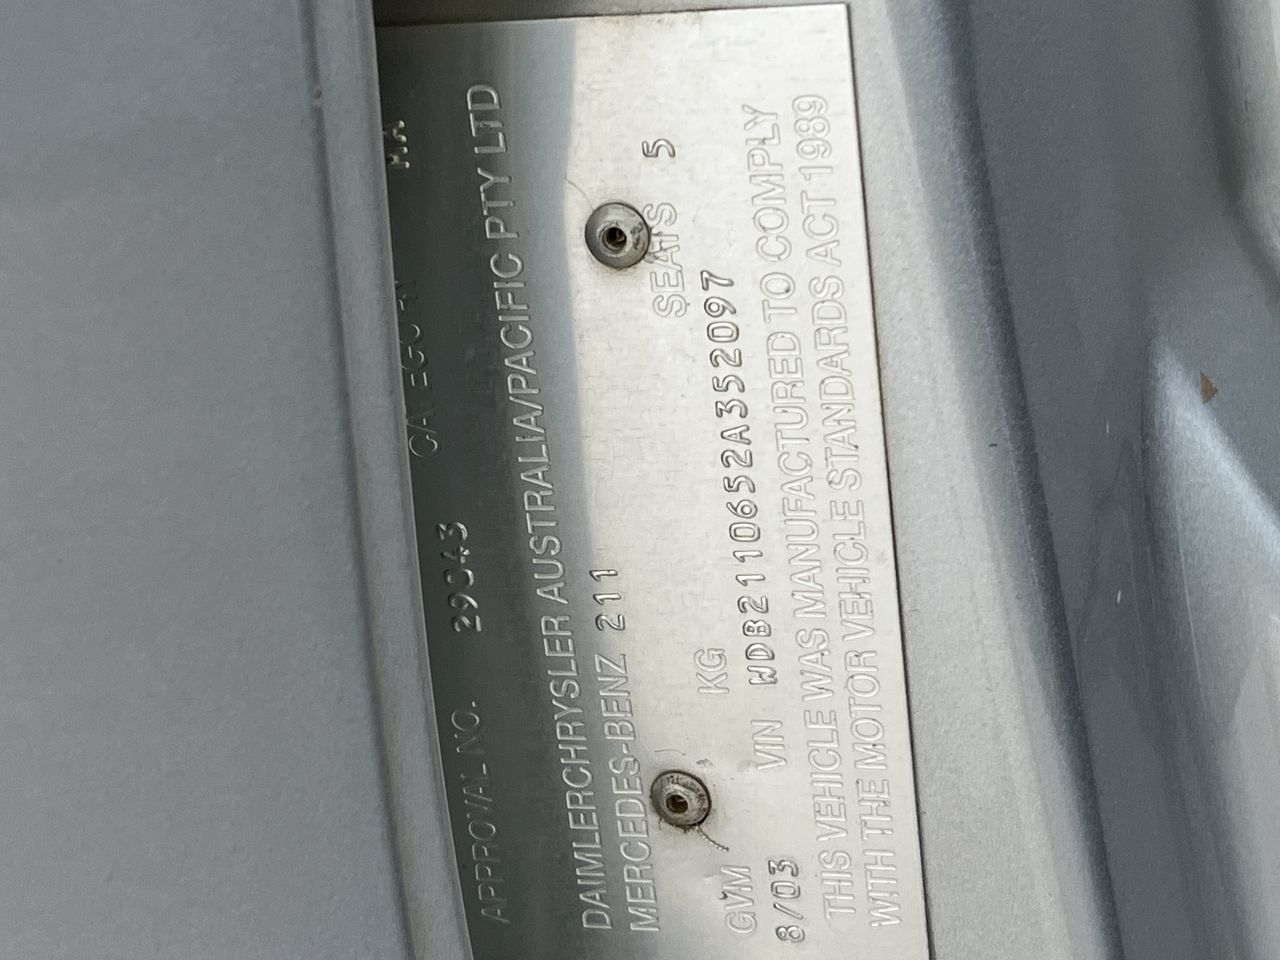 APPROVAL NO. 29043 CATEGORY MA
DAIMLERCHRYSLER AUSTRALIA/PACIFIC PTY LTD
MERCEDES-BENZ 211
GVM KG SEATS 5
8/03 VIN WDB2110652A352097
THIS VEHICLE WAS MANUFACTURED TO COMPLY
WITH THE MOTOR VEHICLE STANDARDS ACT 1989